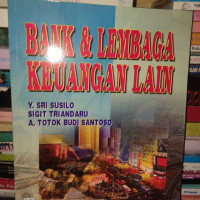 BANK & LEMBAGA
KEUANGAN LAIN
Y. SRI SUSILO
SIGIT TRIANDARU
A. TOTOK BUDI SANTOSO